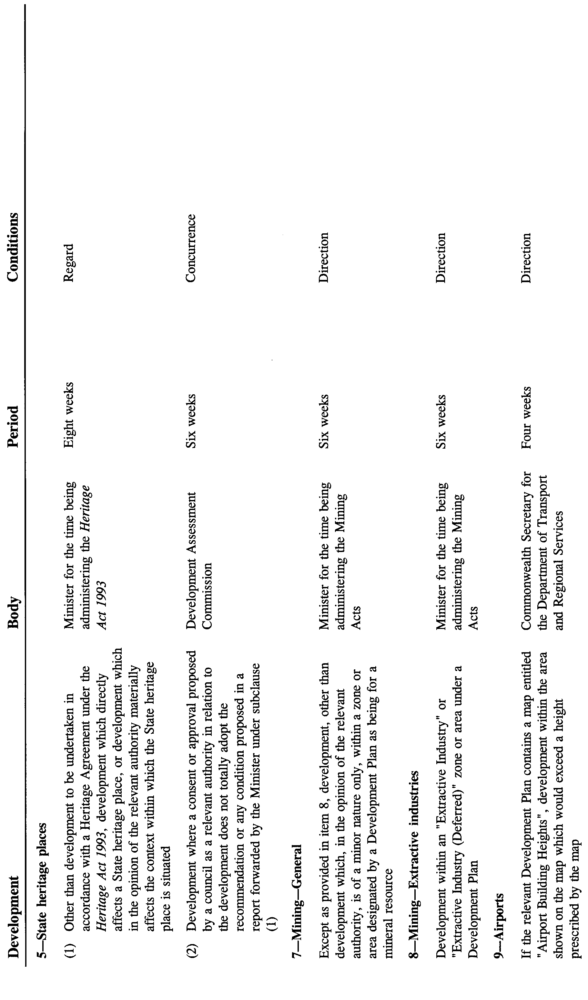 Development Body Period Conditions
5—State heritage places
(1) Other than development to be undertaken in Minister for the time being Eight weeks Regard
accordance with a Heritage Agreement under the administering the Heritage
Heritage Act 1993, development which directly Act 1993
affects a State heritage place, or development which
in the opinion of the relevant authority materially
affects the context within which the State heritage
place is situated
(2) Development where a consent or approval proposed Development Assessment Six weeks Concurrence
by a council as a relevant authority in relation to Commission
the development does not totally adopt the
recommendation or any condition proposed in a
report forwarded by the Minister under subclause
(1)
7—Mining—General
Except as provided in item 8, development, other than Minister for the time being Six weeks Direction
development which, in the opinion of the relevant administering the Mining
authority, is of a minor nature only, within a zone or Acts
area designated by a Development Plan as being for a
mineral resource
8—Mining—Extractive industries
Development within an "Extractive Industry" or Minister for the time being Six weeks Direction
"Extractive Industry (Deferred)" zone or area under a administering the Mining
Development Plan Acts
9—Airports
If the relevant Development Plan contains a map entitled Commonwealth Secretary for Four weeks Direction
"Airport Building Heights", development within the area the Department of Transport
shown on the map which would exceed a height and Regional Services
prescribed by the map